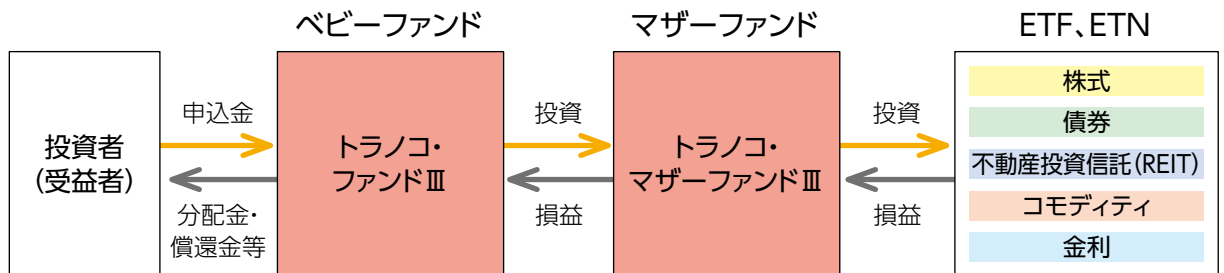 ベビーファンド
マザーファンド
ETF、ETN
投資者
(受益者)
申込金
分配金・
償還金等
トラノコ・
ファンドⅢ
投資
損益
トラノコ・
マザーファンドⅢ
投資
損益
株式
債券
不動産投資信託(REIT)
コモディティ
金利